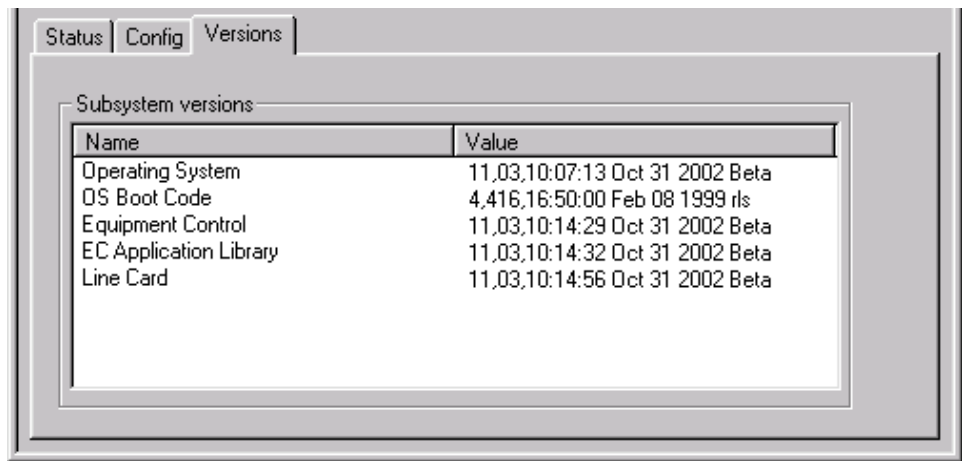 Status Config Versions
Subsystem versions
Name Value
Operating System 11,03,10:07:13 Oct 31 2002 Beta
OS Boot Code 4,416,16:50:00 Feb 08 1999 rls
Equipment Control 11,03,10:14:29 Oct 31 2002 Beta
EC Application Library 11,03,10:14:32 Oct 31 2002 Beta
Line Card 11,03,10:14:56 Oct 31 2002 Beta